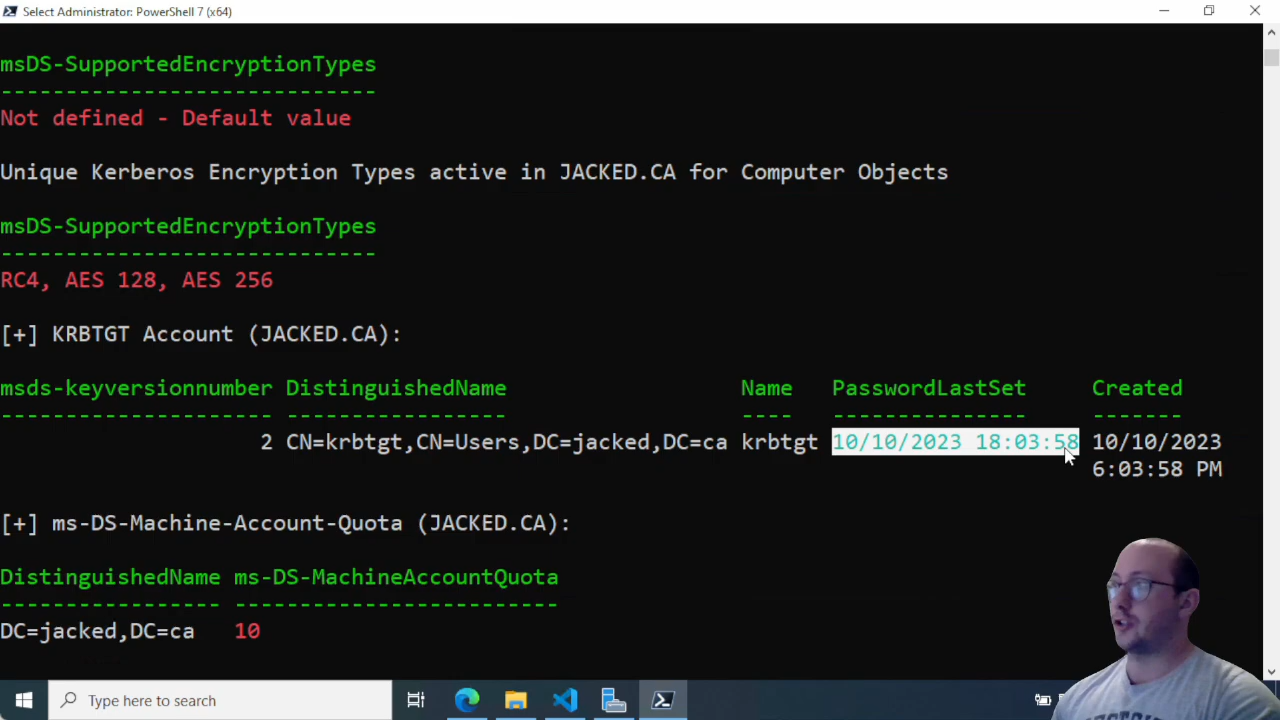 Select Administrator: PowerShell 7 (x64)
msDS-SupportedEncryptionTypes
-----------------------------
Not defined - Default value
Unique Kerberos Encryption Types active in JACKED.CA for Computer Objects
msDS-SupportedEncryptionTypes
-----------------------------
RC4, AES 128, AES 256
[+] KRBTGT Account (JACKED.CA):
msds-keyversionnumber DistinguishedName Name PasswordLastSet Created
--------------------- ----------------- ---- --------------- -------
2 CN=krbtgt,CN=Users,DC=jacked,DC=ca krbtgt 10/10/2023 18:03:58 10/10/2023
6:03:58 PM
[+] ms-DS-Machine-Account-Quota (JACKED.CA):
DistinguishedName ms-DS-MachineAccountQuota
----------------- -------------------------
DC=jacked,DC=ca 10
Type here to search